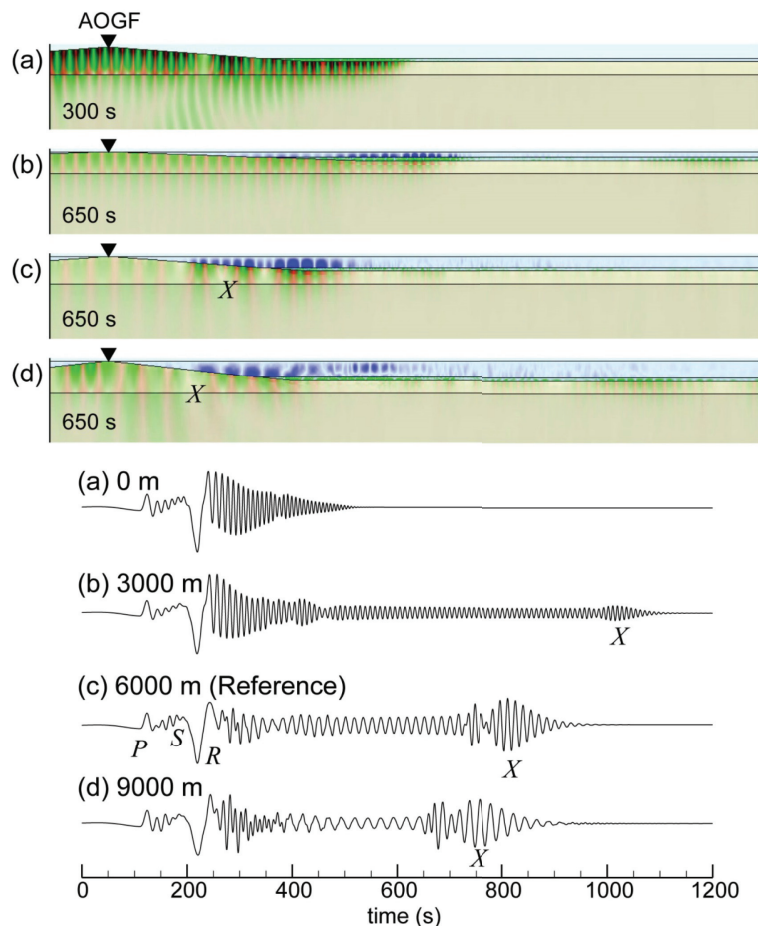 AOGF
(a)
300 s
(b)
650 s
(c)
X
650 s
(d)
X
650 s
(a) 0 m
(b) 3000 m
X
(c) 6000 m (Reference)
P S R X
(d) 9000 m
X
0 200 400 600 800 1000 1200
time (s)